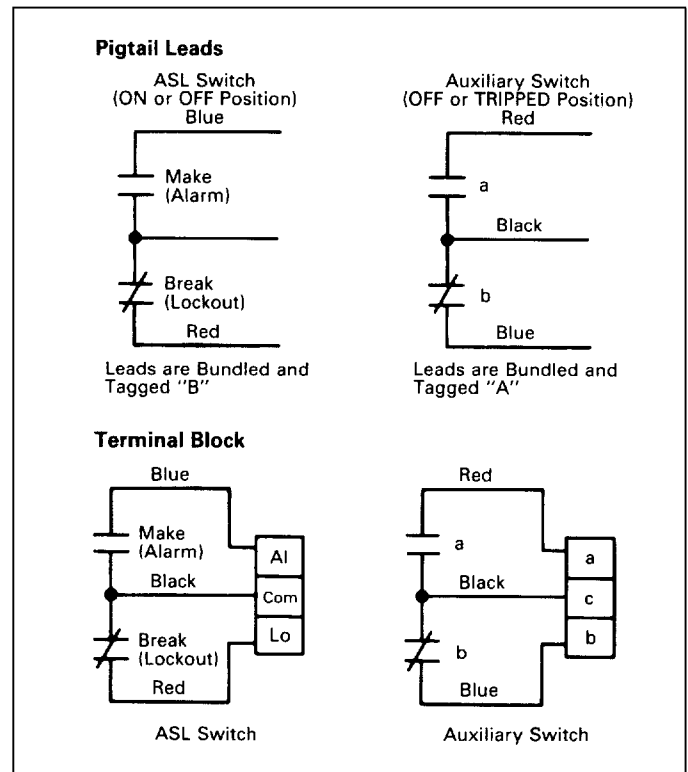 Pigtail Leads
ASL Switch
(ON or OFF Position)
Blue
Make
(Alarm)
Break
(Lockout)
Red
Leads are Bundled and
Tagged "B"
Auxiliary Switch
(OFF or TRIPPED Position)
Red
a
Black
b
Blue
Leads are Bundled and
Tagged "A"
Terminal Block
Blue
Make
(Alarm)
Black
Break
(Lockout)
Red
Al
Com
Lo
ASL Switch
Red
a
Black
b
Blue
a
c
b
Auxiliary Switch